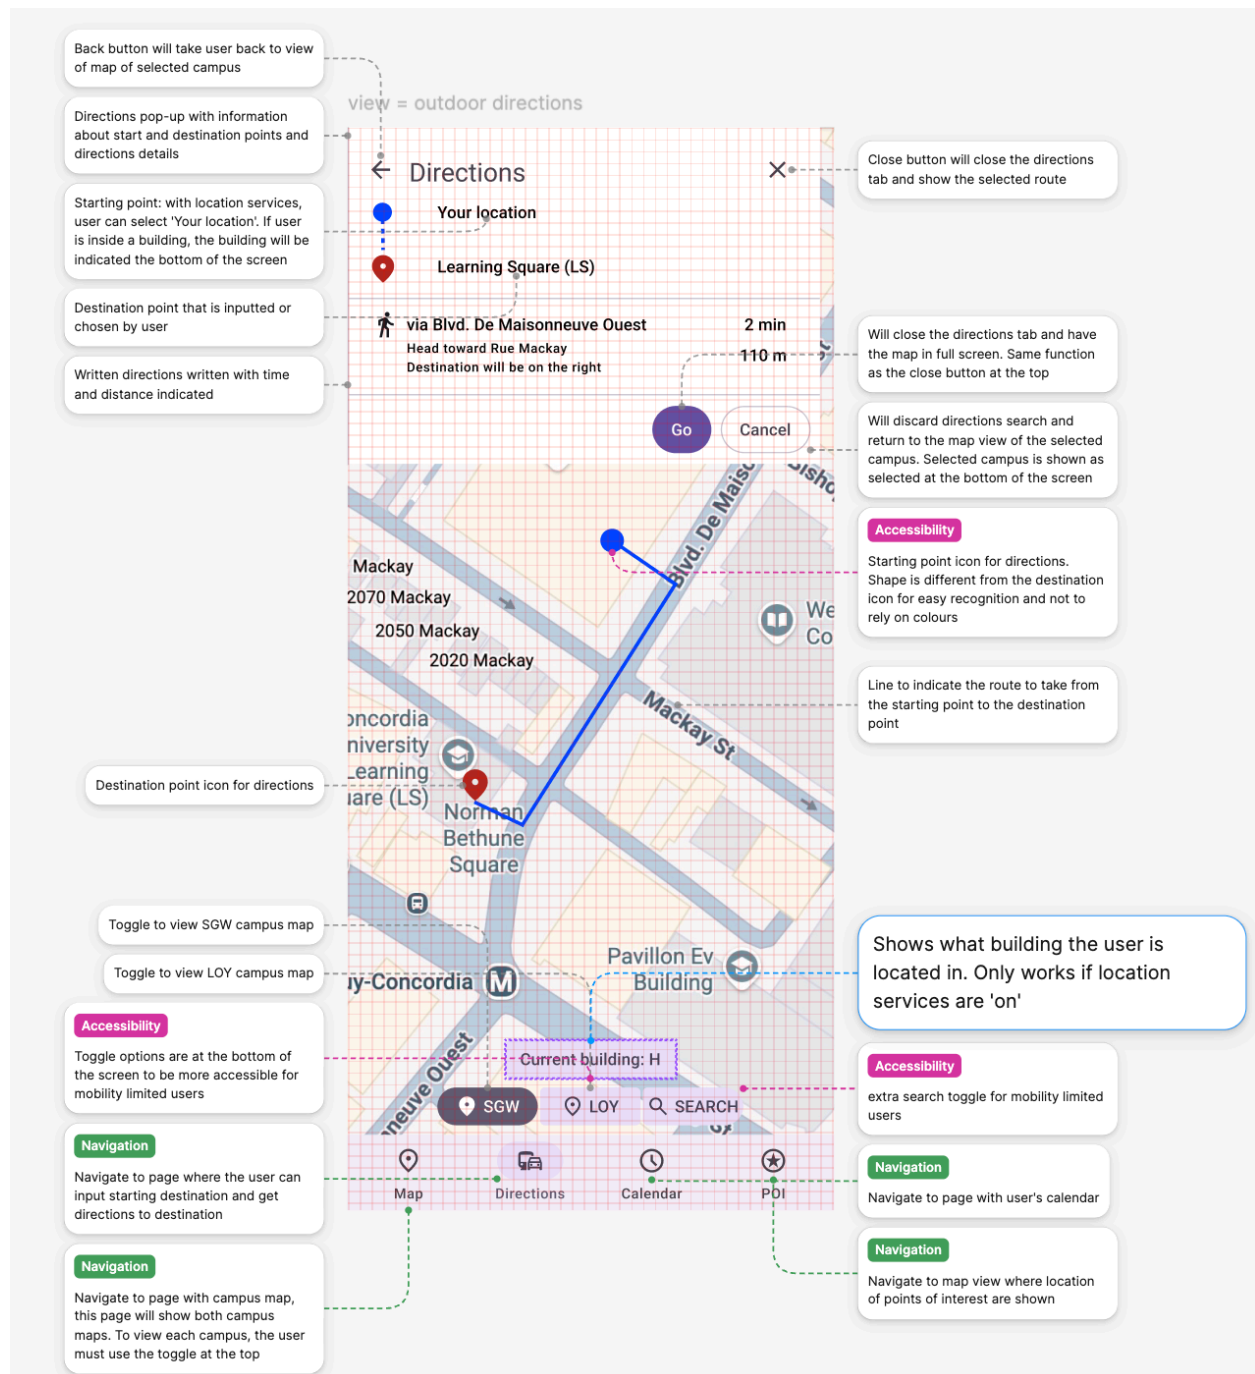 Back button will take user back to view
of map of selected campus
view = outdoor directions
Directions pop-up with information
about start and destination points and
directions details
Directions
Close button will close the directions
tab and show the selected route
Starting point: with location services,
user can select 'Your location'. If user
is inside a building, the building will be
indicated the bottom of the screen
Your location
Learning Square (LS)
Destination point that is inputted or
chosen by user
via Blvd. De Maisonneuve Ouest
2 min
Head toward Rue Mackay
110 m
Destination will be on the right
Written directions written with time
and distance indicated
Will close the directions tab and have
the map in full screen. Same function
as the close button at the top
Go
Cancel
Will discard directions search and
return to the map view of the selected
campus. Selected campus is shown as
selected at the bottom of the screen
Blvd. De Maiso
Bisho
Accessibility
Starting point icon for directions.
Shape is different from the destination
icon for easy recognition and not to
rely on colours
Mackay
2070 Mackay
2050 Mackay
2020 Mackay
We
Co
Line to indicate the route to take from
the starting point to the destination
point
Mackay St
oncordia
niversity
Learning
uare (LS)
Destination point icon for directions
Norman
Bethune
Square
Toggle to view SGW campus map
Toggle to view LOY campus map
Pavillon Ev
Building
uy-Concordia
M
Shows what building the user is
located in. Only works if location
services are 'on'
Accessibility
Toggle options are at the bottom of
the screen to be more accessible for
mobility limited users
nneuve Ouest
Current building: H
SGW
LOY
SEARCH
St
Accessibility
extra search toggle for mobility limited
users
Navigation
Navigate to page where the user can
input starting destination and get
directions to destination
Map
Directions
Calendar
POI
Navigation
Navigate to page with user's calendar
Navigation
Navigate to page with campus map,
this page will show both campus
maps. To view each campus, the user
must use the toggle at the top
Navigation
Navigate to map view where location
of points of interest are shown